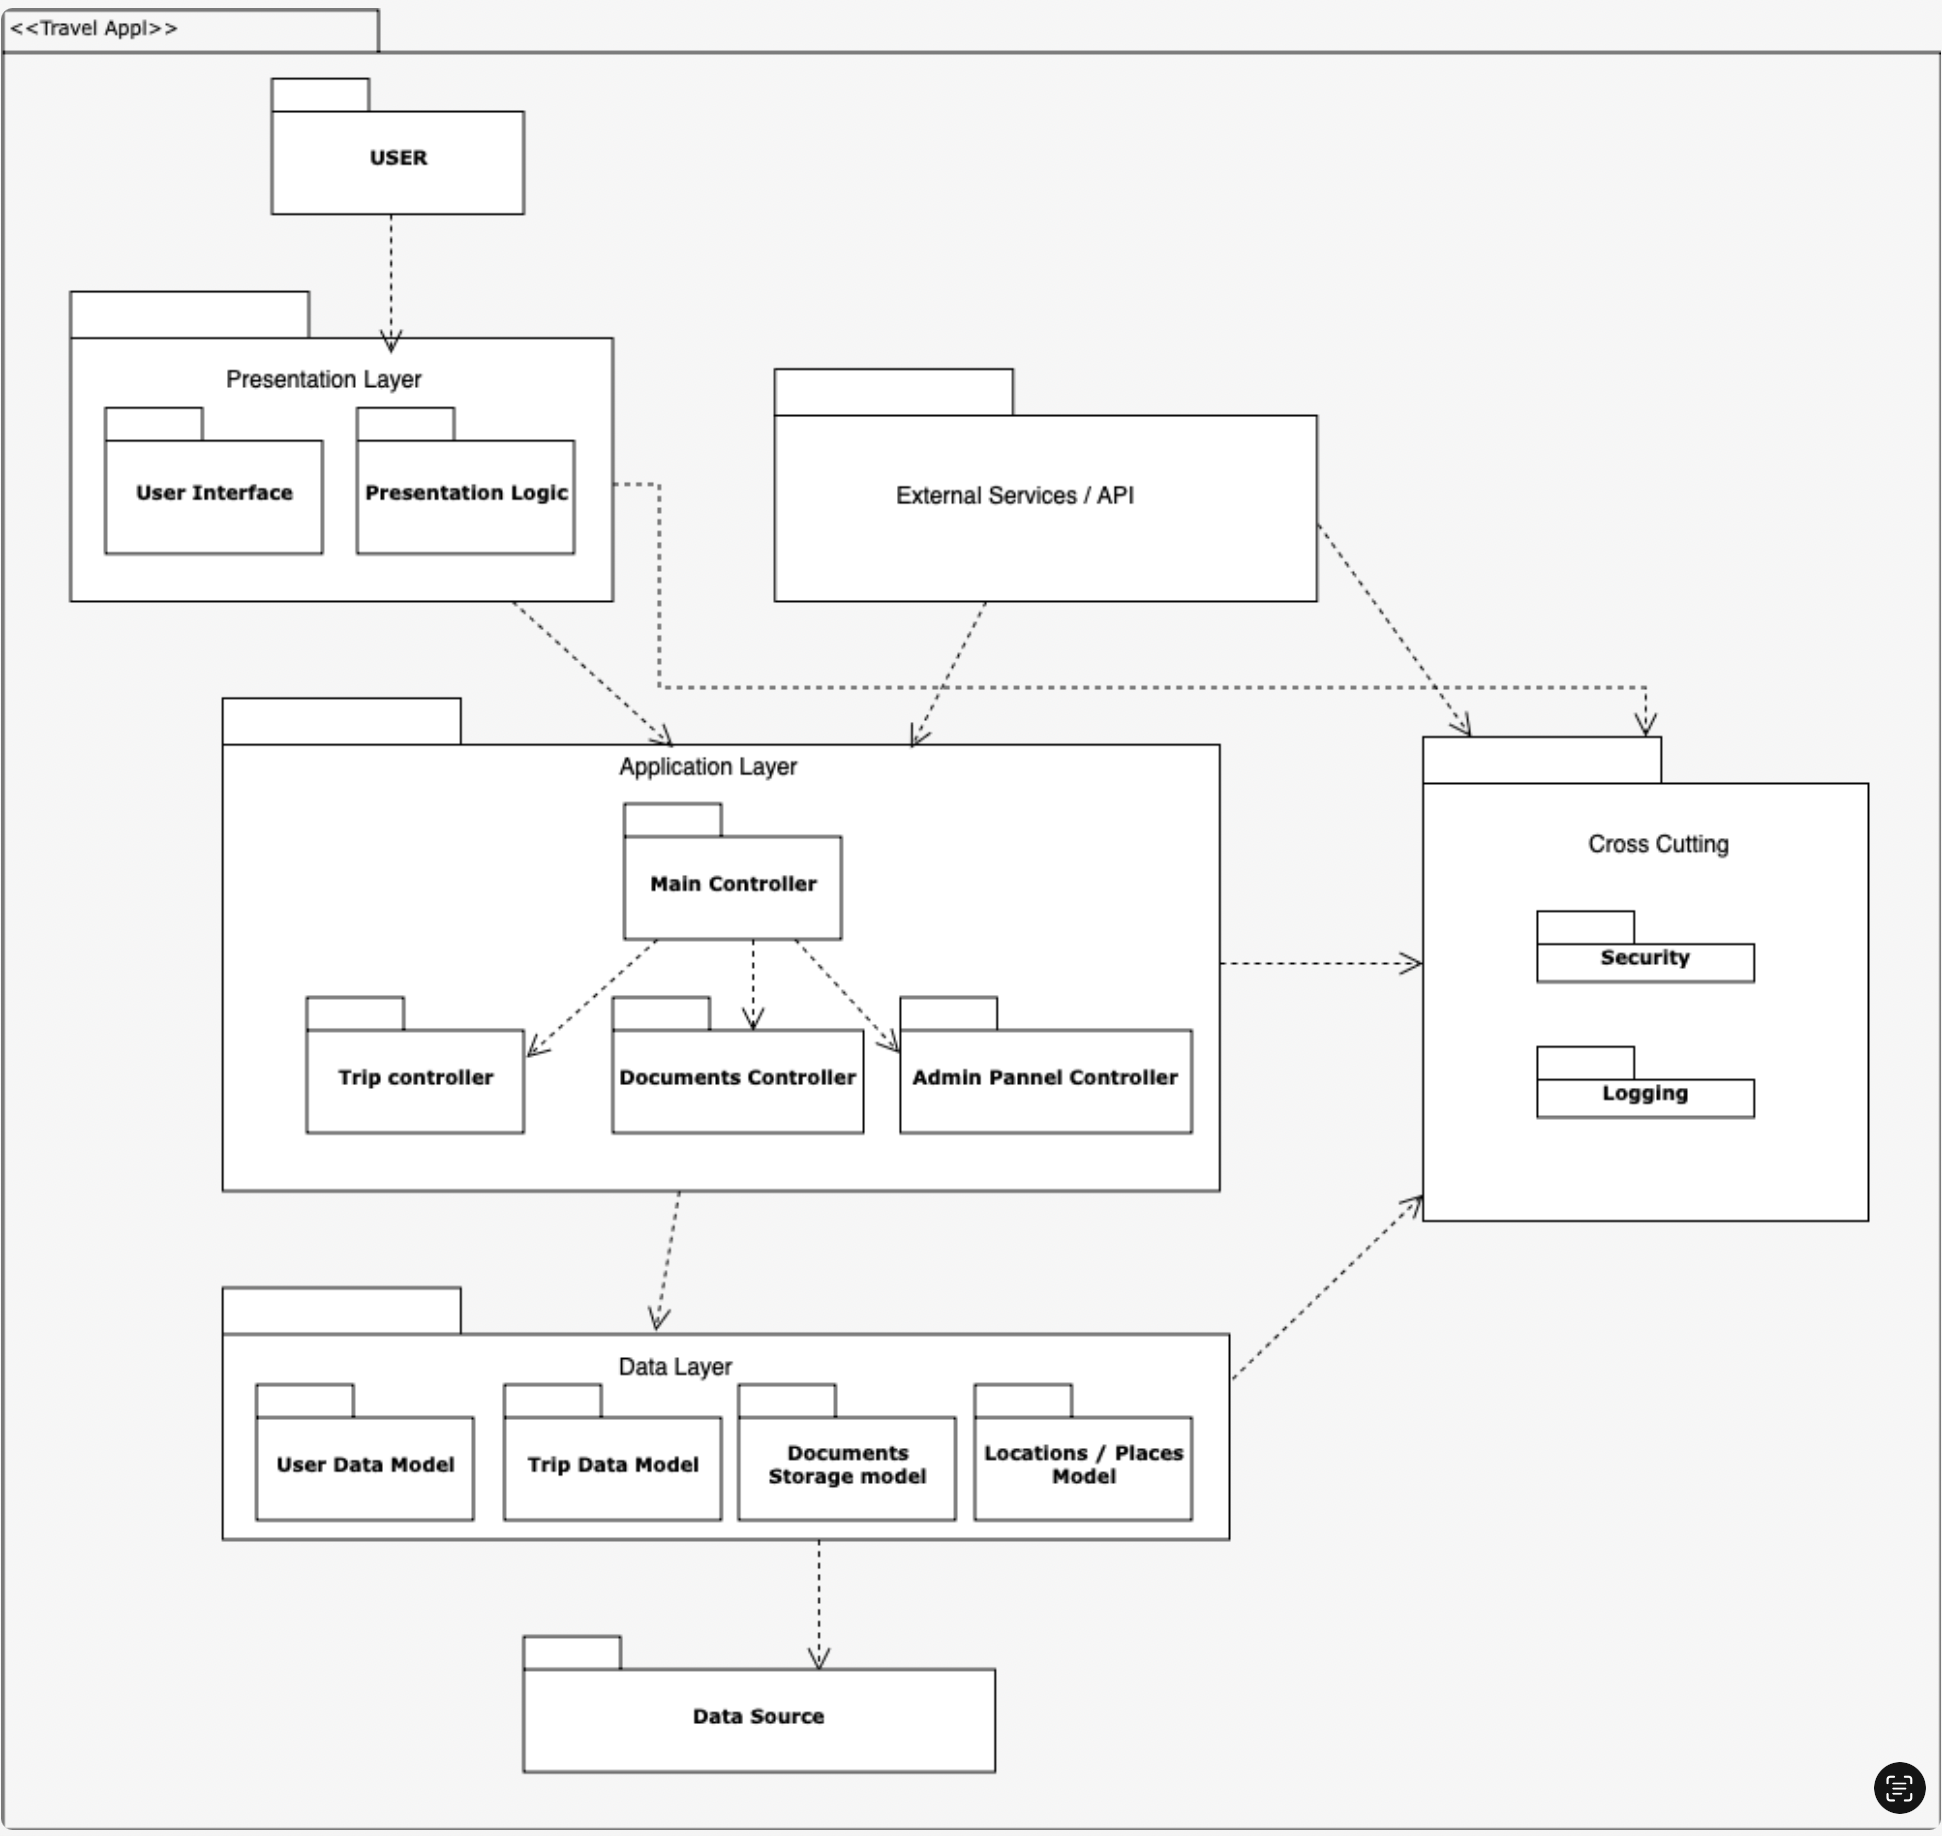 <<Travel Appl>>
USER
Presentation Layer
User Interface
Presentation Logic
External Services / API
Application Layer
Main Controller
Trip controller
Documents Controller
Admin Pannel Controller
Cross Cutting
Security
Logging
Data Layer
User Data Model
Trip Data Model
Documents
Storage model
Locations / Places
Model
Data Source